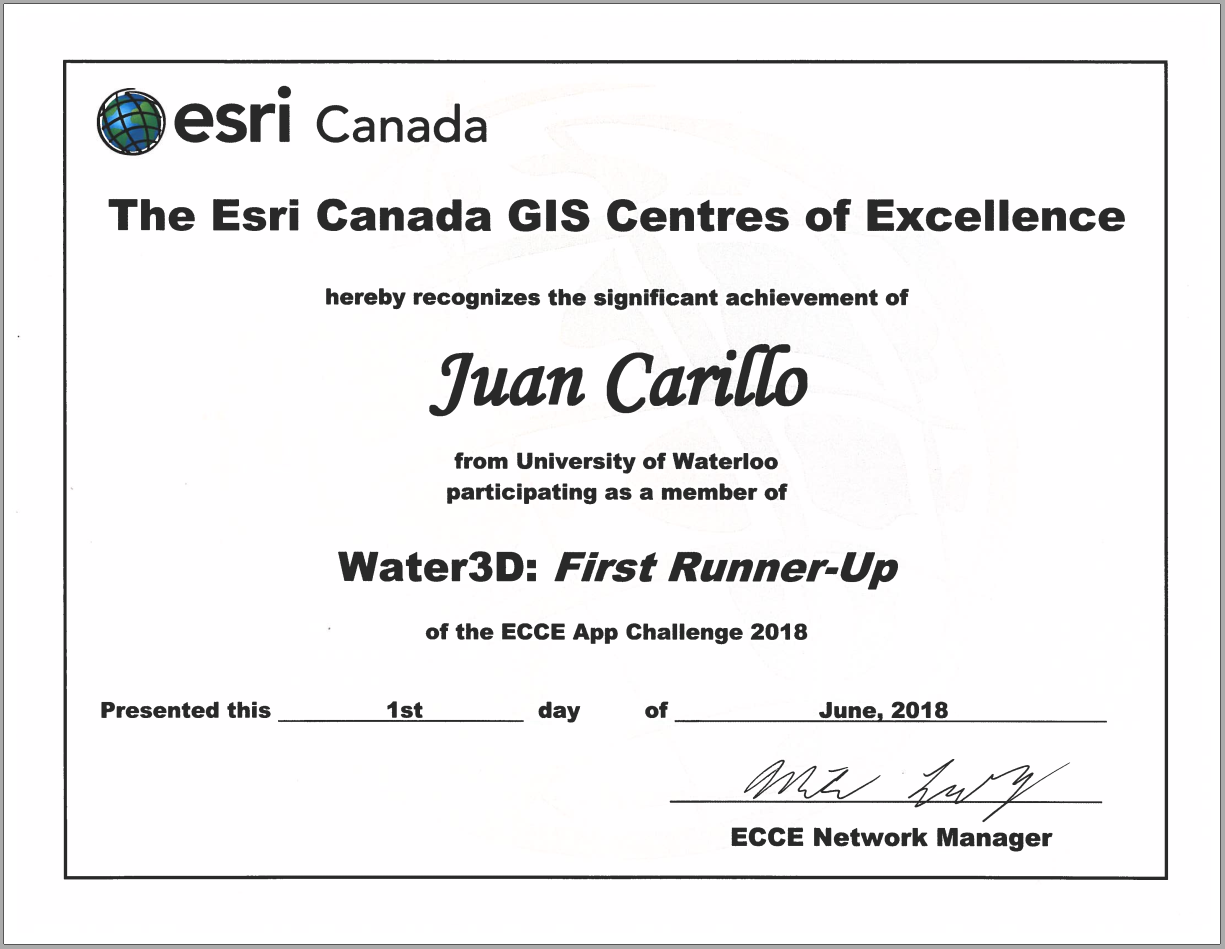 esri Canada
The Esri Canada GIS Centres of Excellence
hereby recognizes the significant achievement of
Juan Carillo
from University of Waterloo
participating as a member of
Water3D: First Runner-Up
of the ECCE App Challenge 2018
Presented this 1st day of June, 2018
ECCE Network Manager